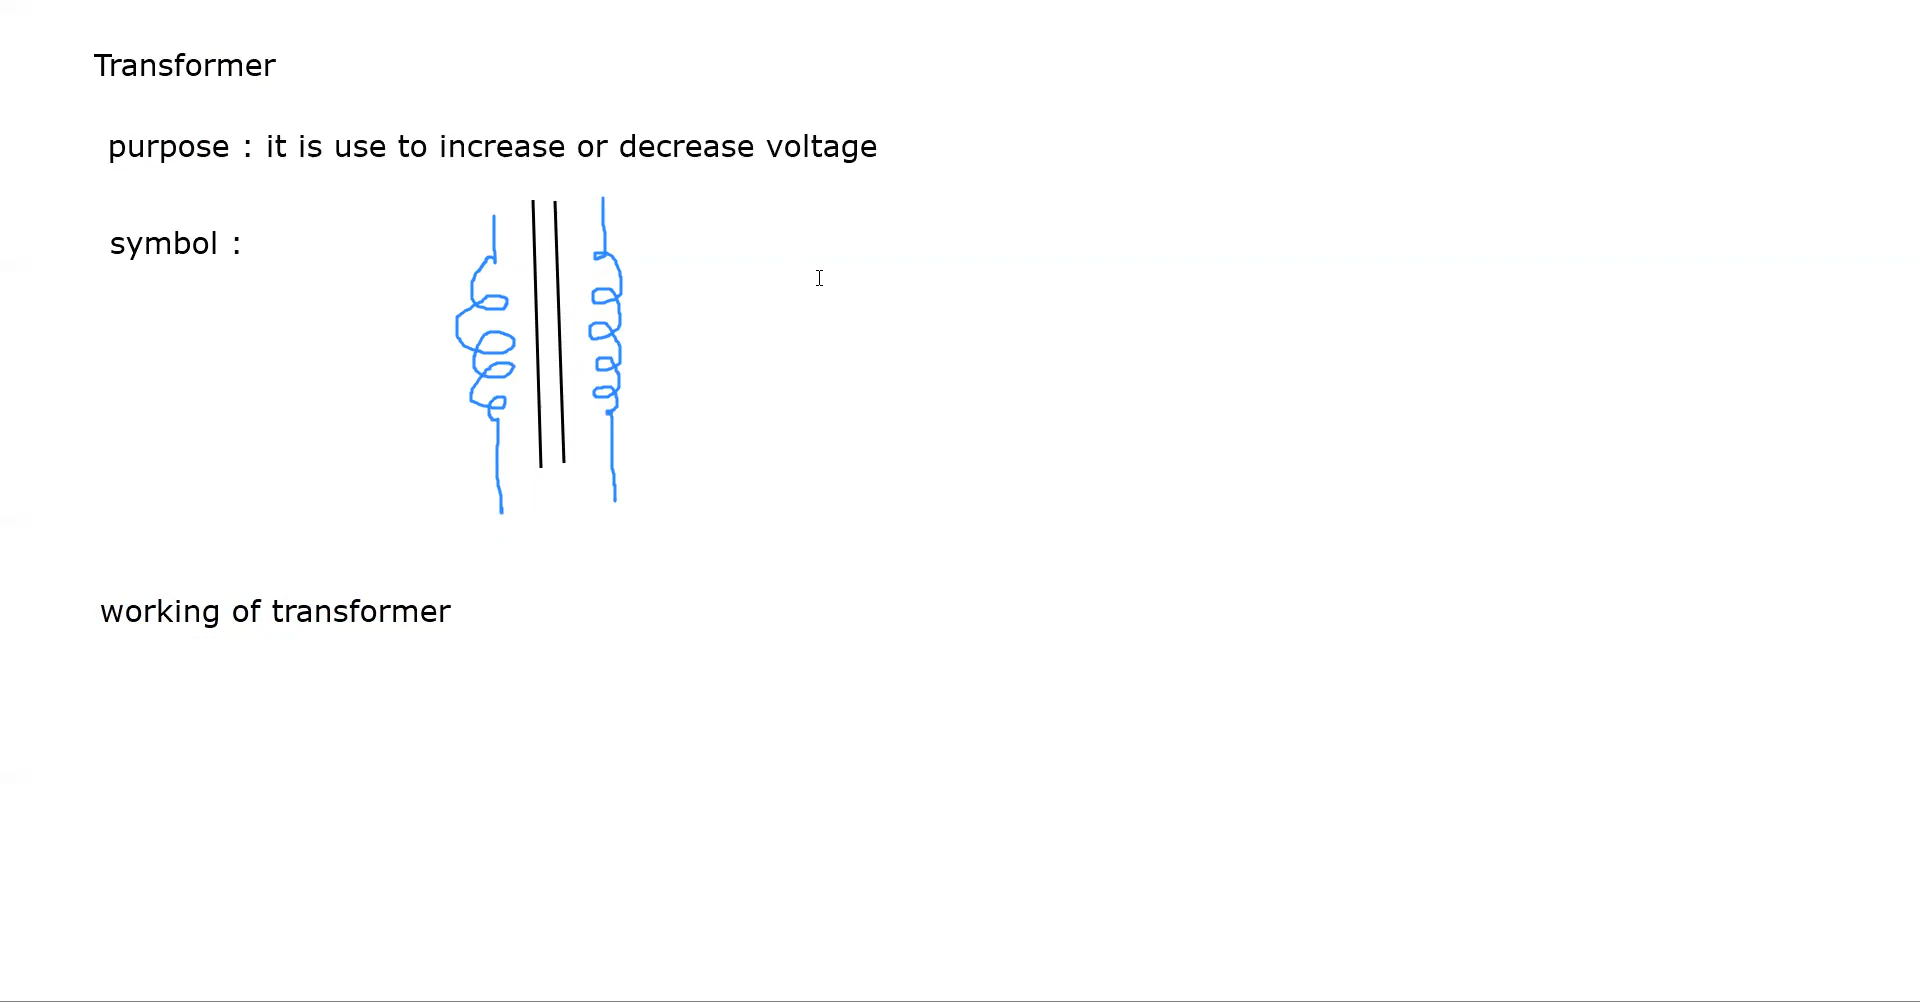 Transformer
purpose : it is use to increase or decrease voltage
symbol :
working of transformer